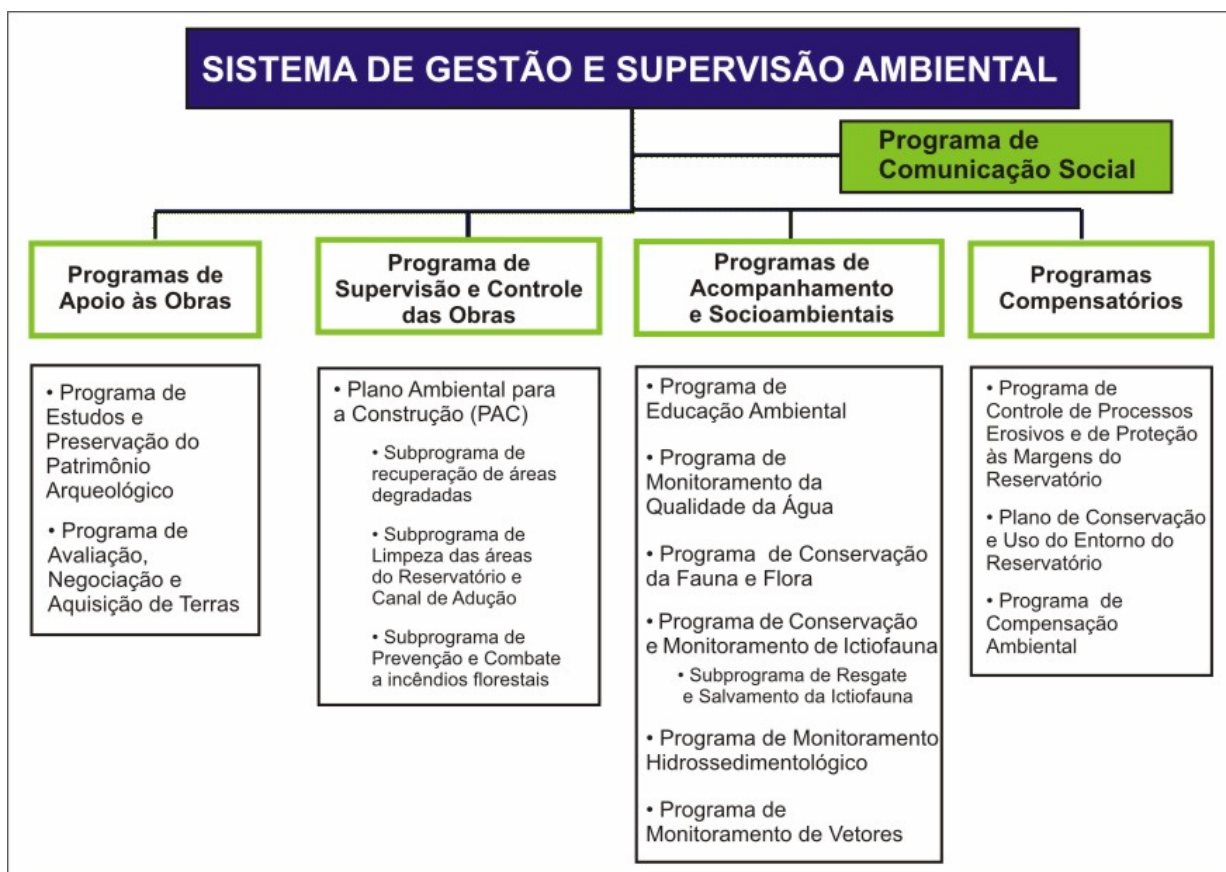 SISTEMA DE GESTÃO E SUPERVISÃO AMBIENTAL
Programa de
Comunicação Social
Programas de
Apoio às Obras
Programa de
Supervisão e Controle
das Obras
Programas de
Acompanhamento
e Socioambientais
Programas
Compensatórios
• Programa de
Estudos e
Preservação do
Patrimônio
Arqueológico
• Programa de
Avaliação,
Negociação e
Aquisição de Terras
• Plano Ambiental para
a Construção (PAC)
• Subprograma de
recuperação de áreas
degradadas
• Subprograma de
Limpeza das áreas
do Reservatório e
Canal de Adução
• Subprograma de
Prevenção e Combate
a incêndios florestais
• Programa de
Educação Ambiental
• Programa de
Monitoramento da
Qualidade da Água
• Programa de Conservação
da Fauna e Flora
• Programa de Conservação
e Monitoramento de Ictiofauna
• Subprograma de Resgate
e Salvamento da Ictiofauna
• Programa de Monitoramento
Hidrossedimentológico
• Programa de
Monitoramento de Vetores
• Programa de
Controle de Processos
Erosivos e de Proteção
às Margens do
Reservatório
• Plano de Conservação
e Uso do Entorno do
Reservatório
• Programa de
Compensação
Ambiental